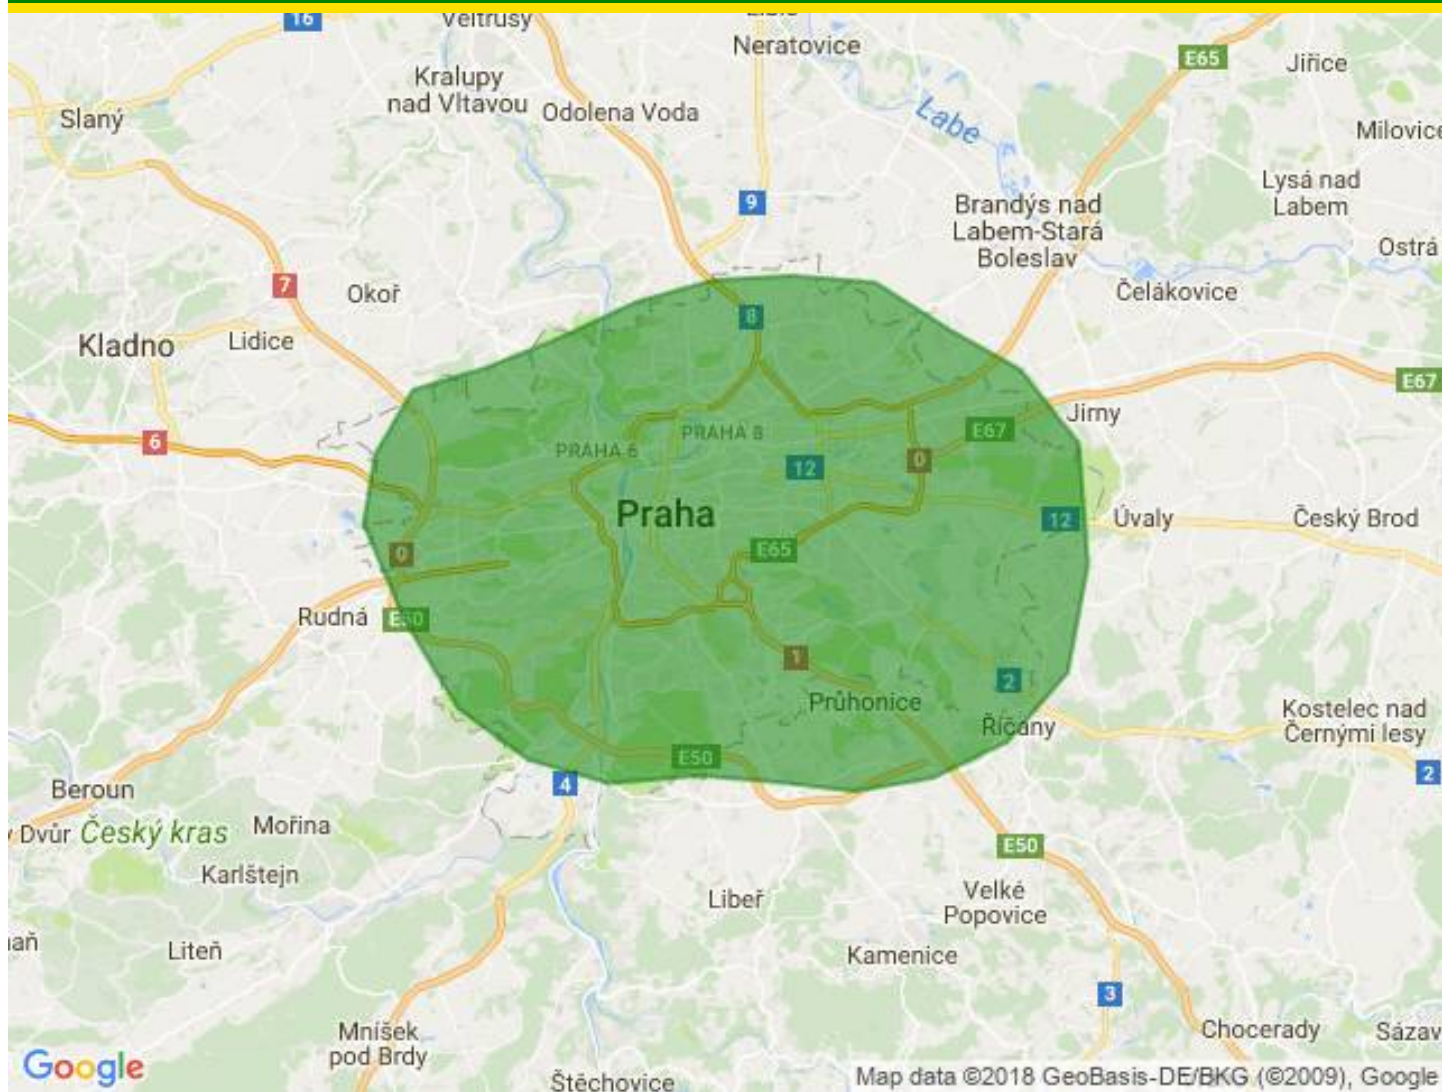 16
Veltrusy
Neratovice
E65
Jiřice
Kralupy
nad Vltavou
Odolena Voda
Slaný
Labe
Milovice
9
Lysá nad
Labem
Brandýs nad
Labem-Stará
Boleslav
Ostrá
7
Okoř
Čelákovice
8
Kladno
Lidice
E67
Jirny
6
PRAHA 8
E67
PRAHA 6
12
0
Praha
12
Úvaly
Český Brod
0
E65
Rudná
E50
1
2
Průhonice
Říčany
Kostelec nad
Černými lesy
E50
2
4
Beroun
Dvůr
Český kras
Mořina
E50
Karlštejn
Libeř
Velké
Popovice
Liteň
Kamenice
3
Mníšek
pod Brdy
Chocerady
Sázav
Google
Štěchovice
Map data ©2018 GeoBasis-DE/BKG (©2009), Google